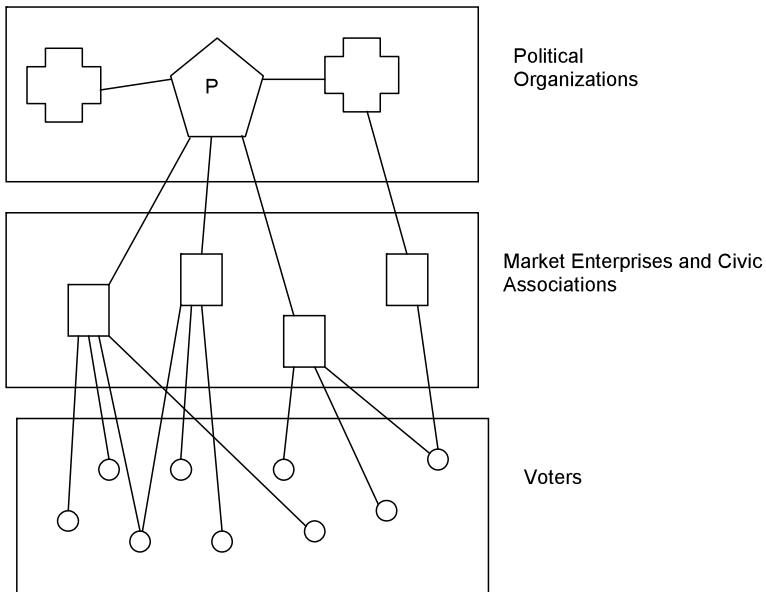 Political
Organizations
P
Market Enterprises and Civic
Associations
Voters